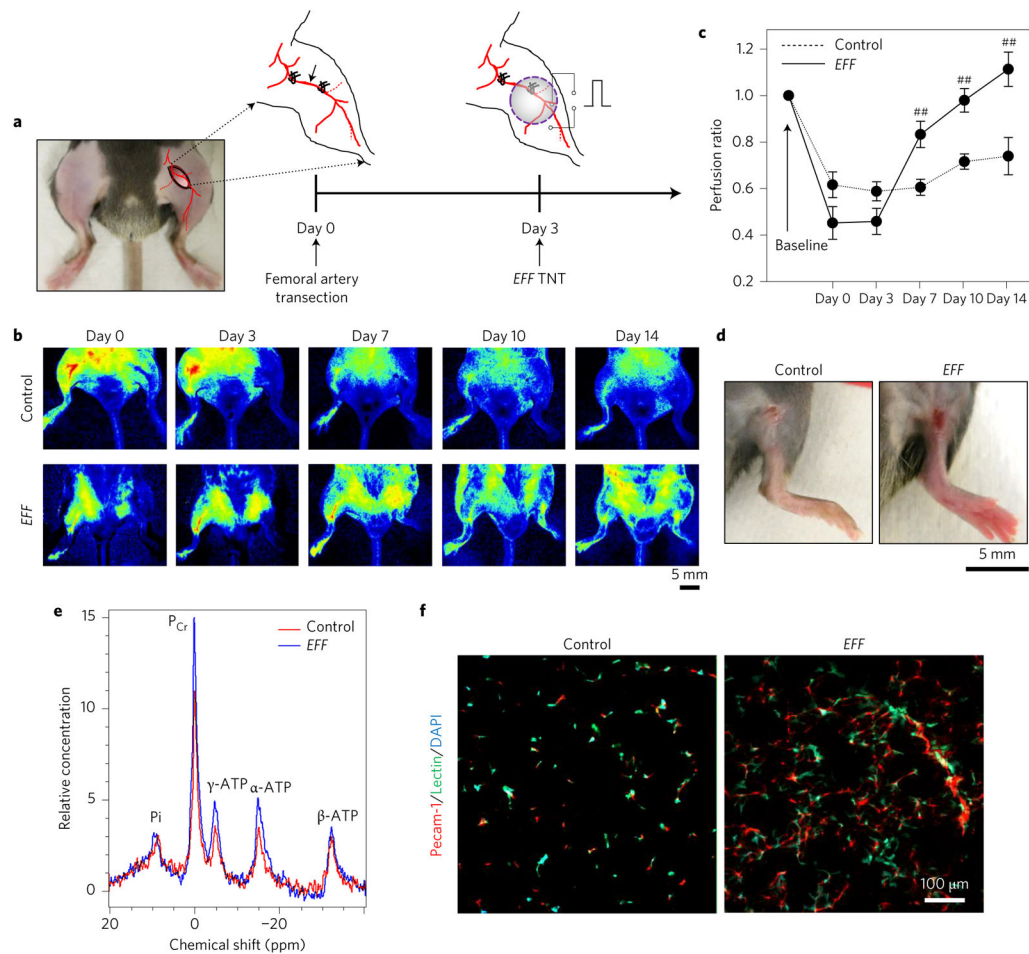 a
Day 0
Day 3
Femoral artery
transection
EFF TNT
c
Control
EFF
##
##
##
Perfusion ratio
1.2
1.0
0.8
0.6
0.4
0.2
Baseline
Day 0 Day 3 Day 7 Day 10 Day 14
b
Day 0 Day 3 Day 7 Day 10 Day 14
Control
EFF
5 mm
d
Control EFF
5 mm
e
Control
EFF
PCr
Pi
γ-ATP
α-ATP
β-ATP
Relative concentration
15
10
5
0
20 0 −20
Chemical shift (ppm)
f
Control EFF
Pecam-1/Lectin/DAPI
100 μm